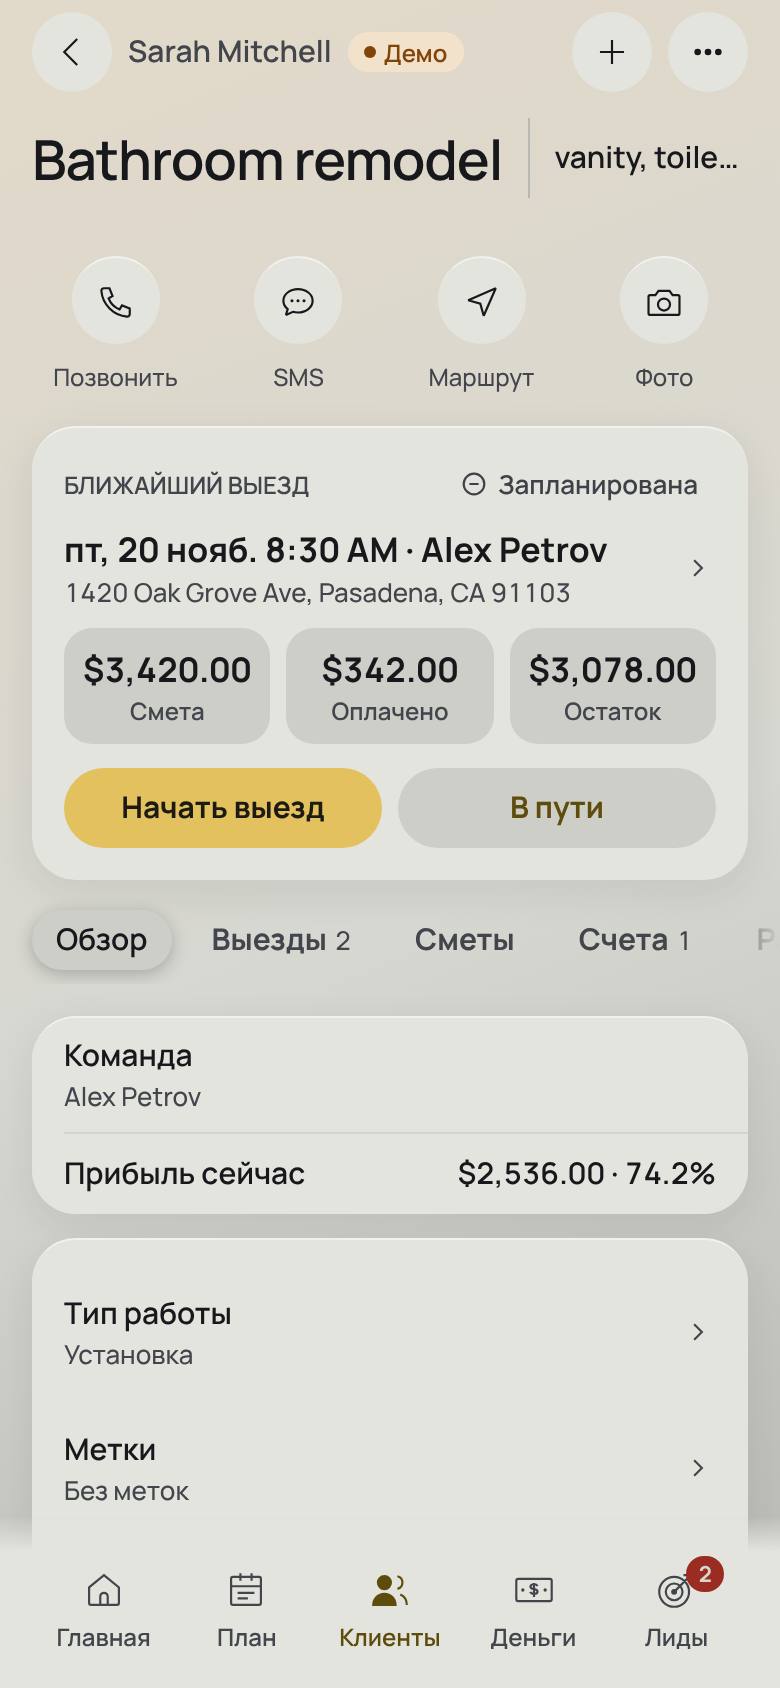 Sarah Mitchell
Демо
Bathroom remodel
vanity, toile...
Позвонить
SMS
Маршрут
Фото
БЛИЖАЙШИЙ ВЫЕЗД
Запланирована
пт, 20 нояб. 8:30 AM · Alex Petrov
1420 Oak Grove Ave, Pasadena, CA 91103
$3,420.00
Смета
$342.00
Оплачено
$3,078.00
Остаток
Начать выезд
В пути
Обзор
Выезды 2
Сметы
Счета 1
Команда
Alex Petrov
Прибыль сейчас
$2,536.00 · 74.2%
Тип работы
Установка
Метки
Без меток
2
Главная
План
Клиенты
Деньги
Лиды